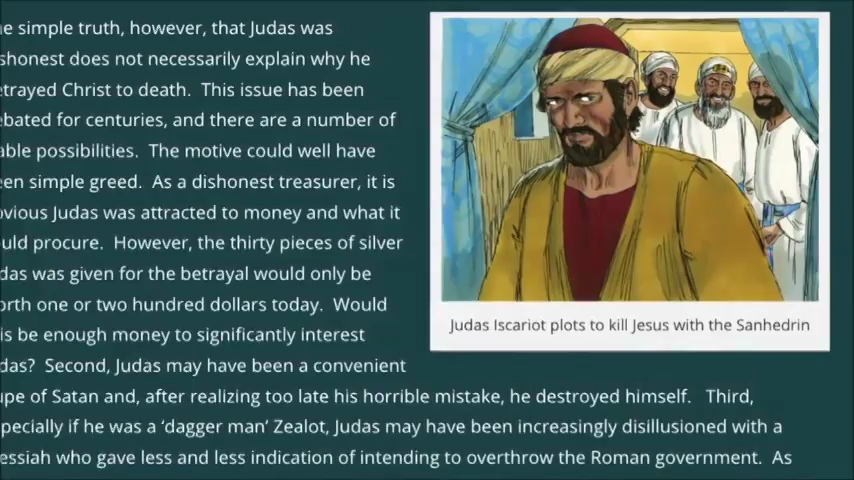 e simple truth, however, that Judas was
shonest does not necessarily explain why he
etrayed Christ to death.  This issue has been
ebated for centuries, and there are a number of
able possibilities.  The motive could well have
en simple greed.  As a dishonest treasurer, it is
vious Judas was attracted to money and what it
uld procure.  However, the thirty pieces of silver
das was given for the betrayal would only be
orth one or two hundred dollars today.  Would
is be enough money to significantly interest
das?  Second, Judas may have been a convenient
upe of Satan and, after realizing too late his horrible mistake, he destroyed himself.   Third,
pecially if he was a ‘dagger man’ Zealot, Judas may have been increasingly disillusioned with a
essiah who gave less and less indication of intending to overthrow the Roman government.  As
Judas Iscariot plots to kill Jesus with the Sanhedrin